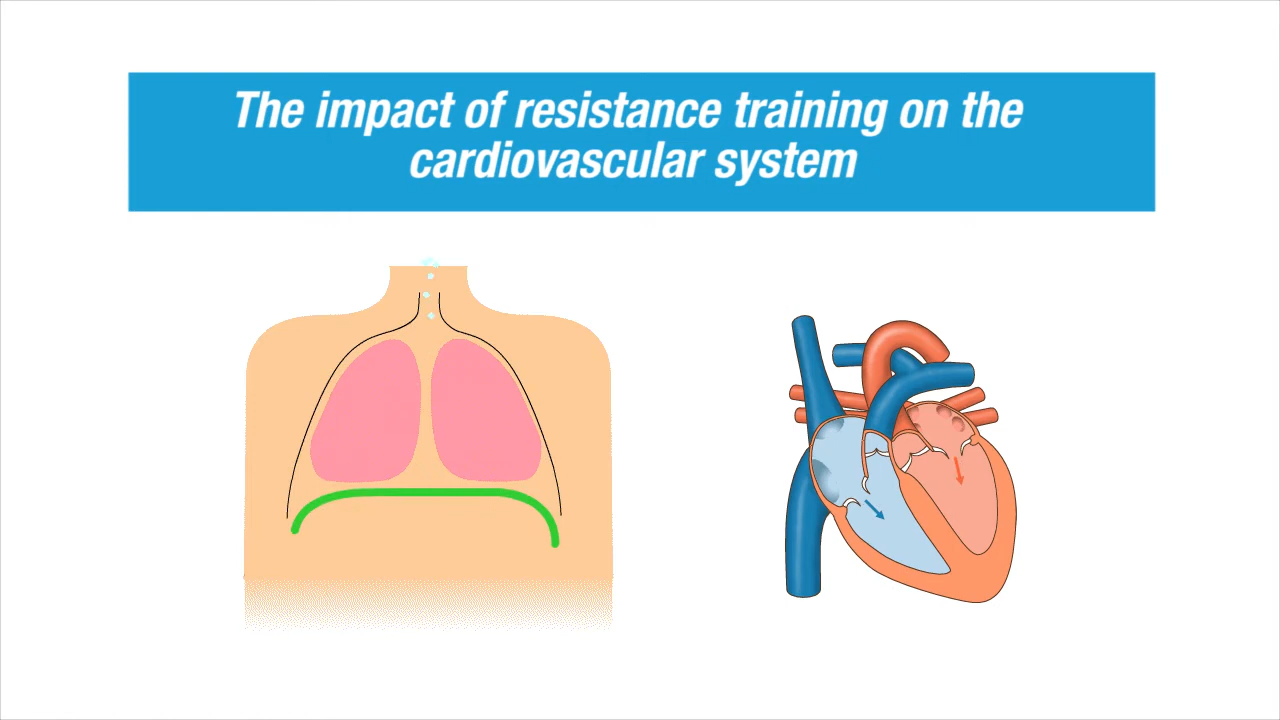 The impact of resistance training on the
cardiovascular system